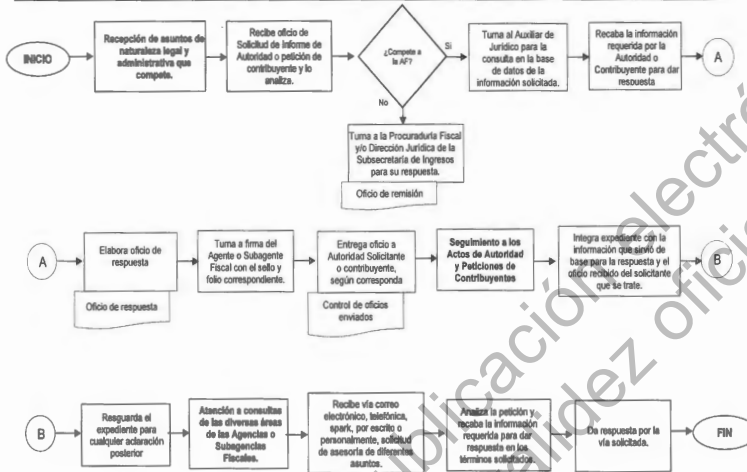 INICIO
Recepción de asuntos de
naturaleza legal y
administrativa que
compete.
Recibe oficio de
Solicitud de Informe de
Autoridad o petición de
contribuyente y lo
analiza.
¿Compete a
la AF?
Si
No
Turna al Auxiliar de
Jurídico para la
consulta en la base
de datos de la
información solicitada.
Recaba la información
requerida por la
Autoridad o
Contribuyente para dar
respuesta
A
Turna a la Procuraduría Fiscal
y/o Dirección Jurídica de la
Subsecretaría de Ingresos
para su respuesta.
Oficio de remisión
A
Elabora oficio de
respuesta
Oficio de respuesta
Turna a firma del
Agente o Subagente
Fiscal con el sello y
folio correspondiente.
Entrega oficio a
Autoridad Solicitante
o contribuyente,
según corresponda
Control de oficios
enviados
Seguimiento a los
Actos de Autoridad
y Peticiones de
Contribuyentes
Integra expediente con la
información que sirvió de
base para la respuesta y el
oficio recibido del solicitante
que se trate.
B
B
Resguarda el
expediente para
cualquier aclaración
posterior
Atención a consultas
de las diversas áreas
de las Agencias o
Subagencias
Fiscales.
Recibe vía correo
electrónico, telefónica,
spark, por escrito o
personalmente, solicitud
de asesoría de diferentes
asuntos.
Analiza la petición y
recaba la información
requerida para dar
respuesta en los
términos solicitados.
Da respuesta por la
vía solicitada.
FIN